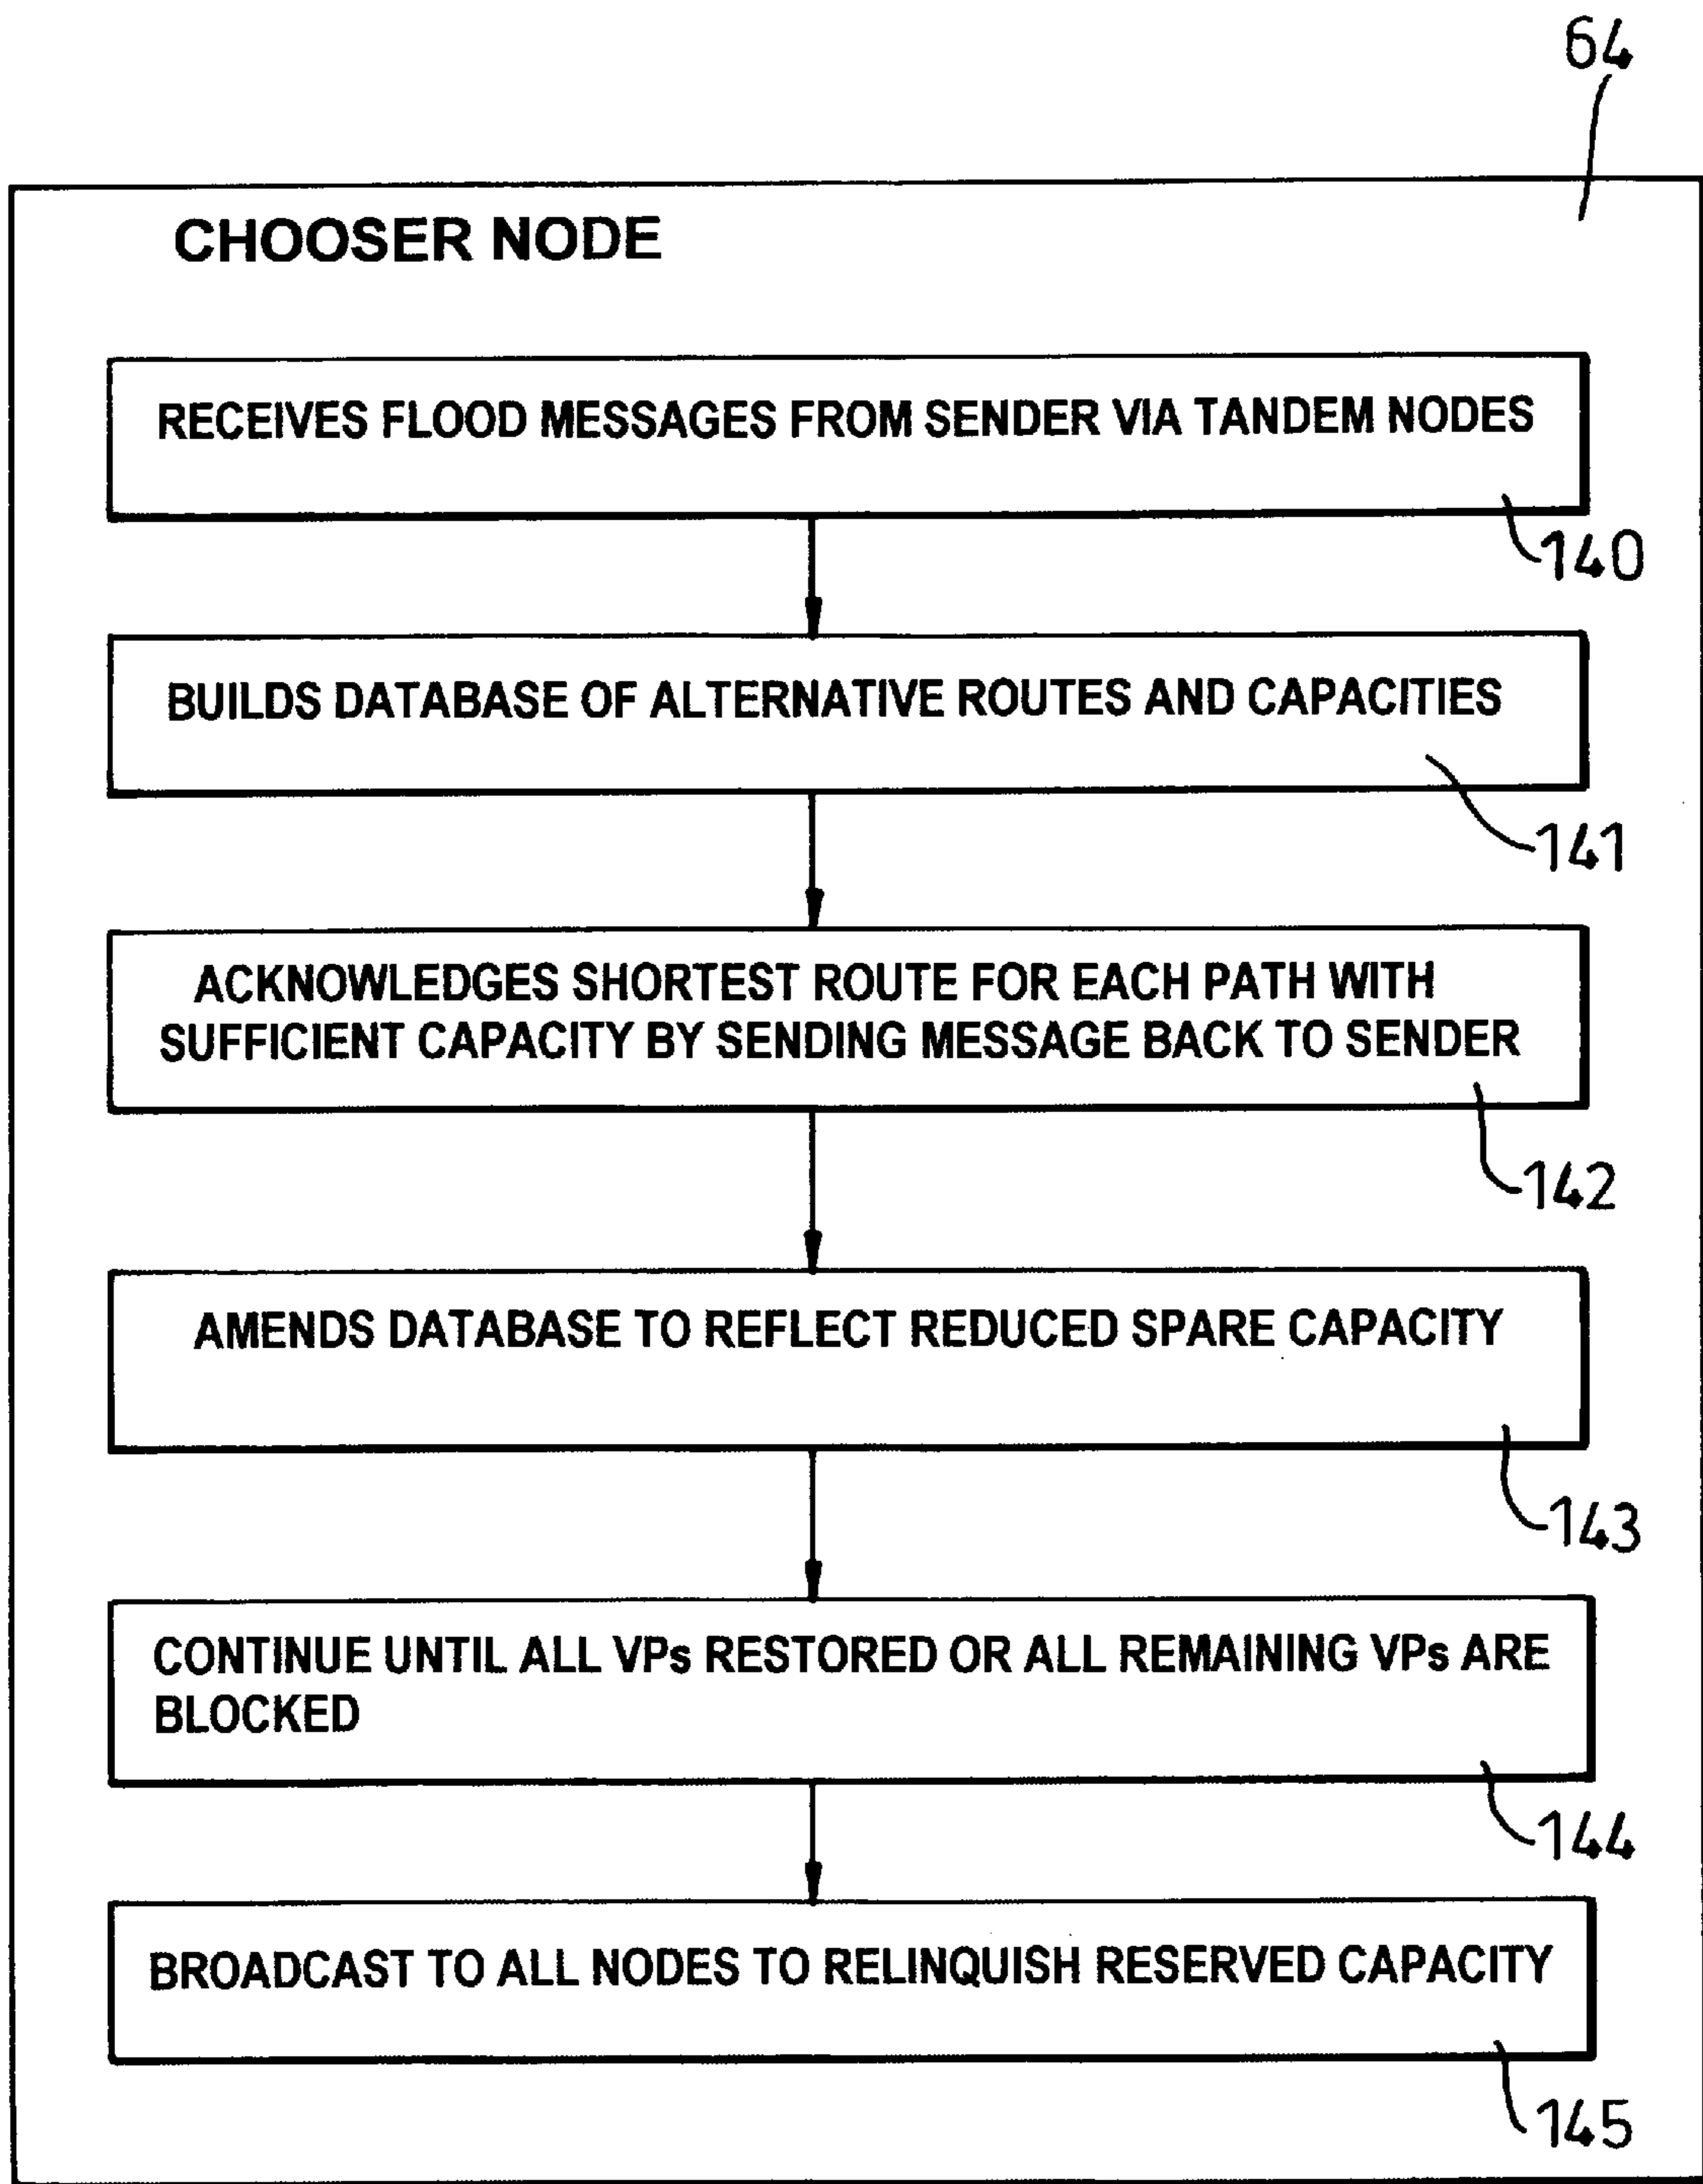 64
CHOOSER NODE
RECEIVES FLOOD MESSAGES FROM SENDER VIA TANDEM NODES
140
BUILDS DATABASE OF ALTERNATIVE ROUTES AND CAPACITIES
141
ACKNOWLEDGES SHORTEST ROUTE FOR EACH PATH WITH
SUFFICIENT CAPACITY BY SENDING MESSAGE BACK TO SENDER
142
AMENDS DATABASE TO REFLECT REDUCED SPARE CAPACITY
143
CONTINUE UNTIL ALL VPs RESTORED OR ALL REMAINING VPs ARE
BLOCKED
144
BROADCAST TO ALL NODES TO RELINQUISH RESERVED CAPACITY
145